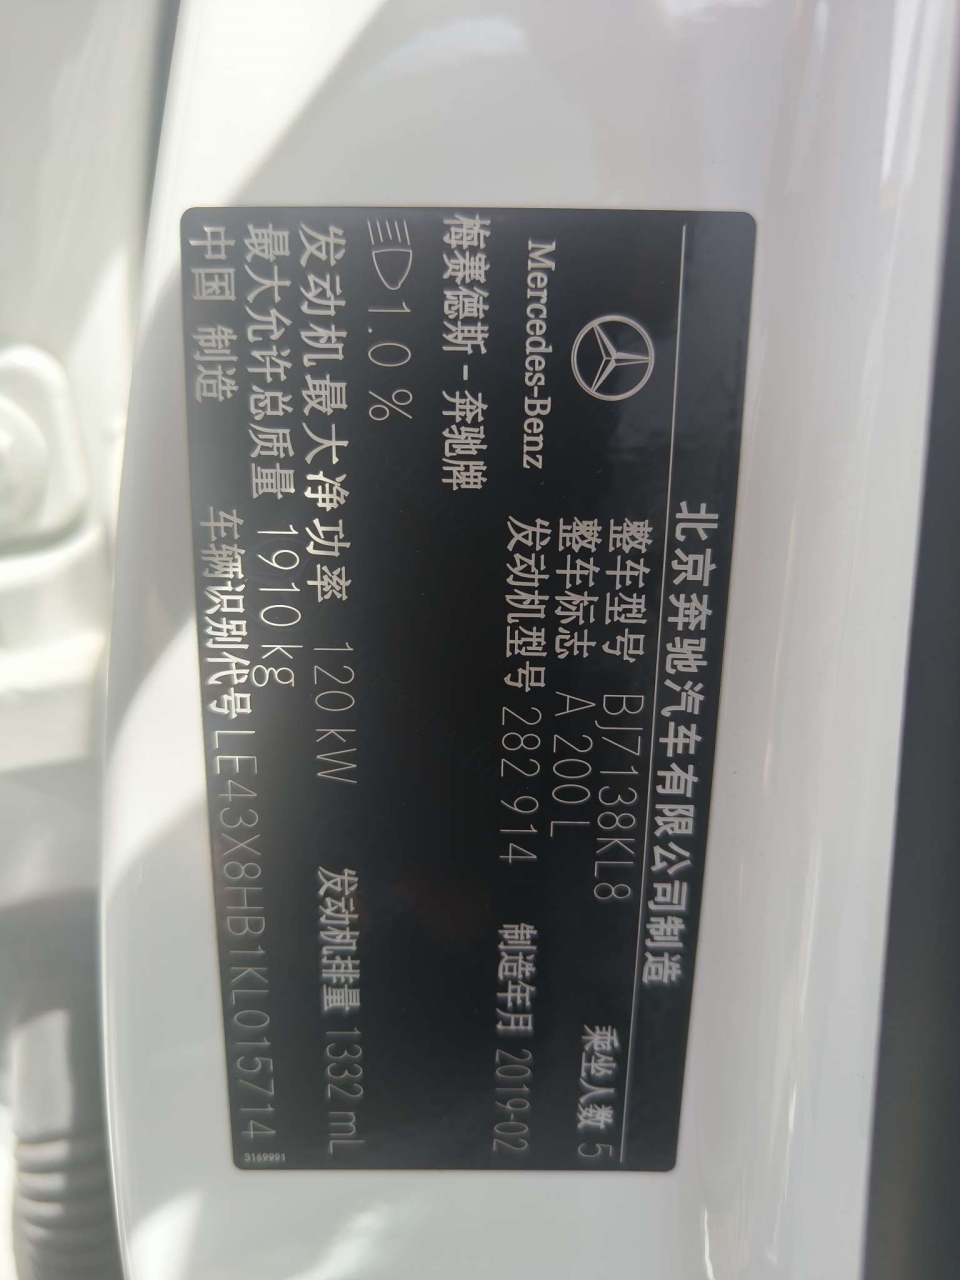 北京奔驰汽车有限公司制造
Mercedes-Benz
梅赛德斯-奔驰牌
整车型号 BJ7138KL8 乘坐人数 5
整车标志 A 200 L
发动机型号 282 914 制造年月 2019-02
1.0 %
发动机最大净功率 120 kW 发动机排量 1332 mL
最大允许总质量 1910 kg
中国 制造 车辆识别代号 LE43X8HB1KL015714
3169991